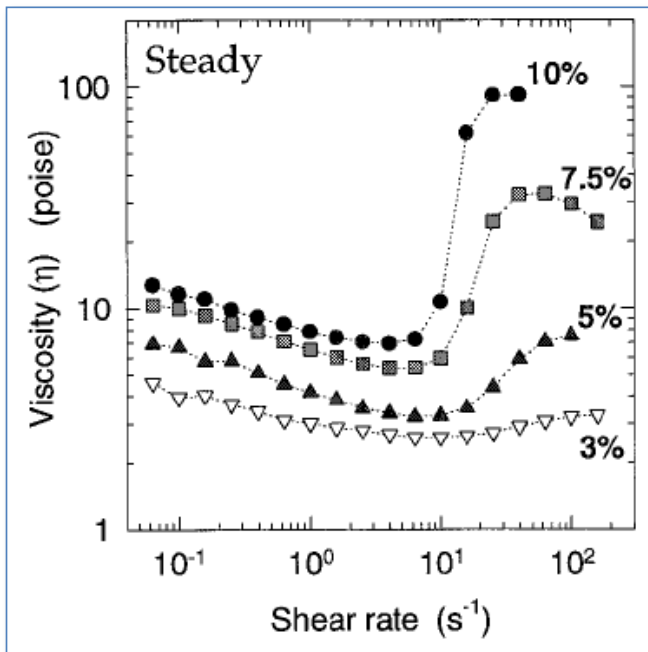 Steady
10%
100
7.5%
10
5%
3%
1
Viscosity (η) (poise)
10⁻¹ 10⁰ 10¹ 10²
Shear rate (s⁻¹)